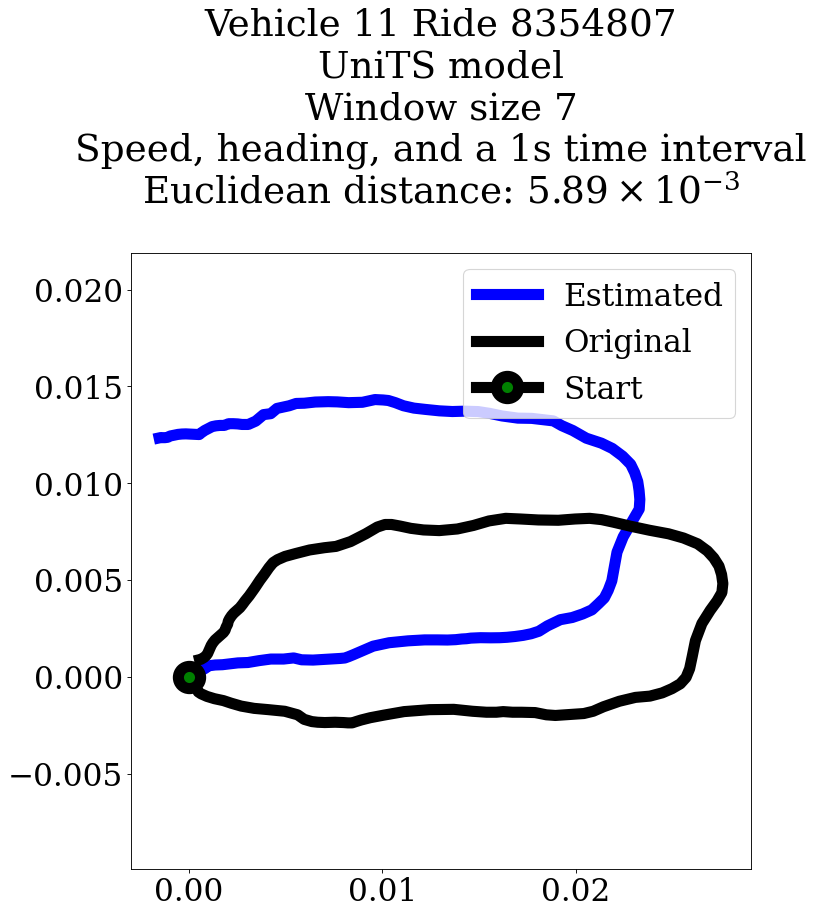 Vehicle 11 Ride 8354807
UniTS model
Window size 7
Speed, heading, and a 1s time interval
Euclidean distance: 5.89 × 10⁻³
Estimated
Original
Start
0.020
0.015
0.010
0.005
0.000
−0.005
0.00 0.01 0.02